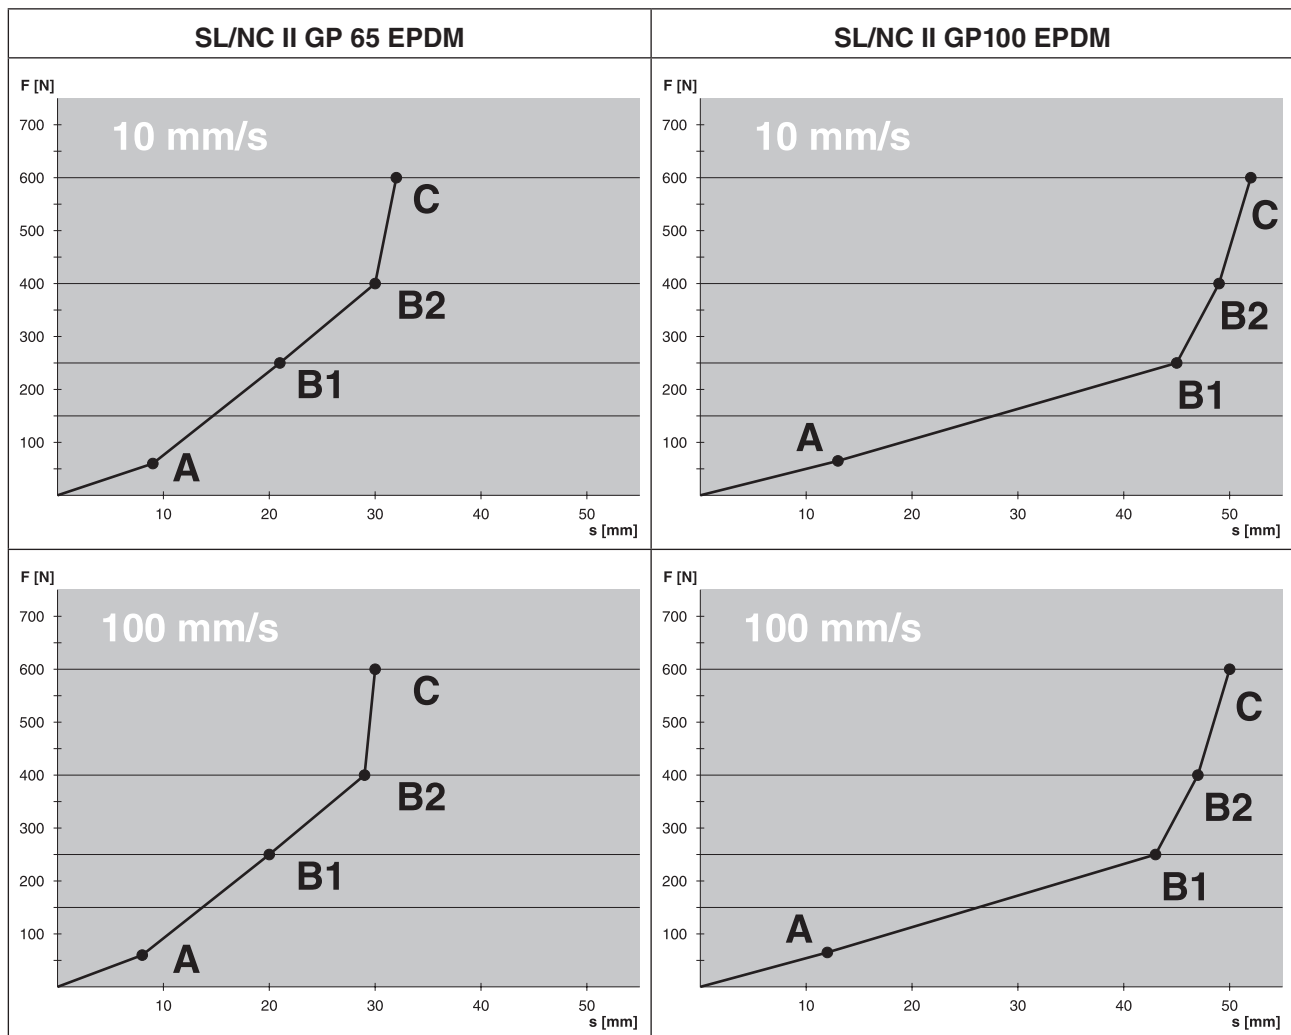 SL/NC II GP 65 EPDM
SL/NC II GP100 EPDM
F [N]
10 mm/s
700
600
500
400
300
200
100
C
B2
B1
A
10 20 30 40 50
s [mm]
F [N]
10 mm/s
700
600
500
400
300
200
100
C
B2
B1
A
10 20 30 40 50
s [mm]
F [N]
100 mm/s
700
600
500
400
300
200
100
C
B2
B1
A
10 20 30 40 50
s [mm]
F [N]
100 mm/s
700
600
500
400
300
200
100
C
B2
B1
A
10 20 30 40 50
s [mm]